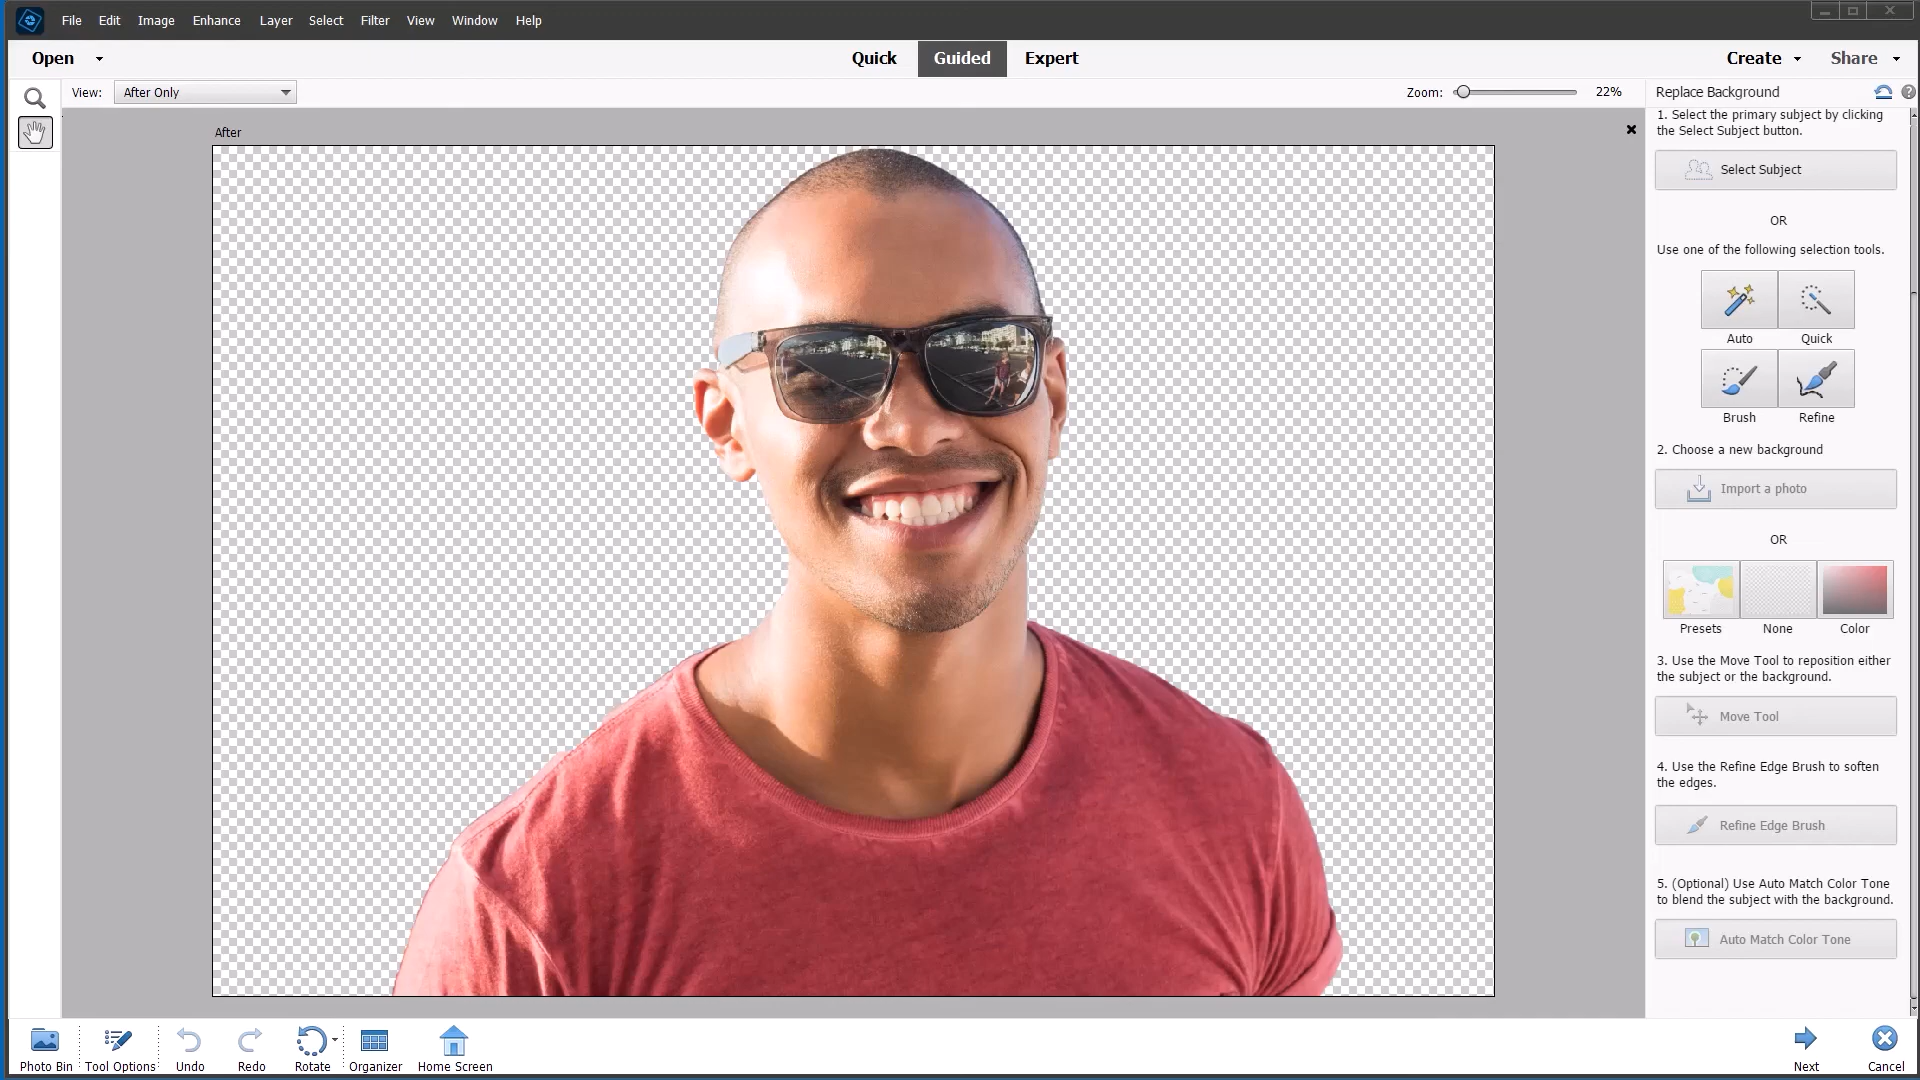 File Edit Image Enhance Layer Select Filter View Window Help
Open Quick Guided Expert Create Share
View: After Only Zoom: 22% Replace Background
After
1. Select the primary subject by clicking
the Select Subject button.
Select Subject
OR
Use one of the following selection tools.
Auto Quick
Brush Refine
2. Choose a new background
Import a photo
OR
Presets None Color
3. Use the Move Tool to reposition either
the subject or the background.
Move Tool
4. Use the Refine Edge Brush to soften
the edges.
Refine Edge Brush
5. (Optional) Use Auto Match Color Tone
to blend the subject with the background.
Auto Match Color Tone
Photo Bin Tool Options Undo Redo Rotate Organizer Home Screen Next Cancel